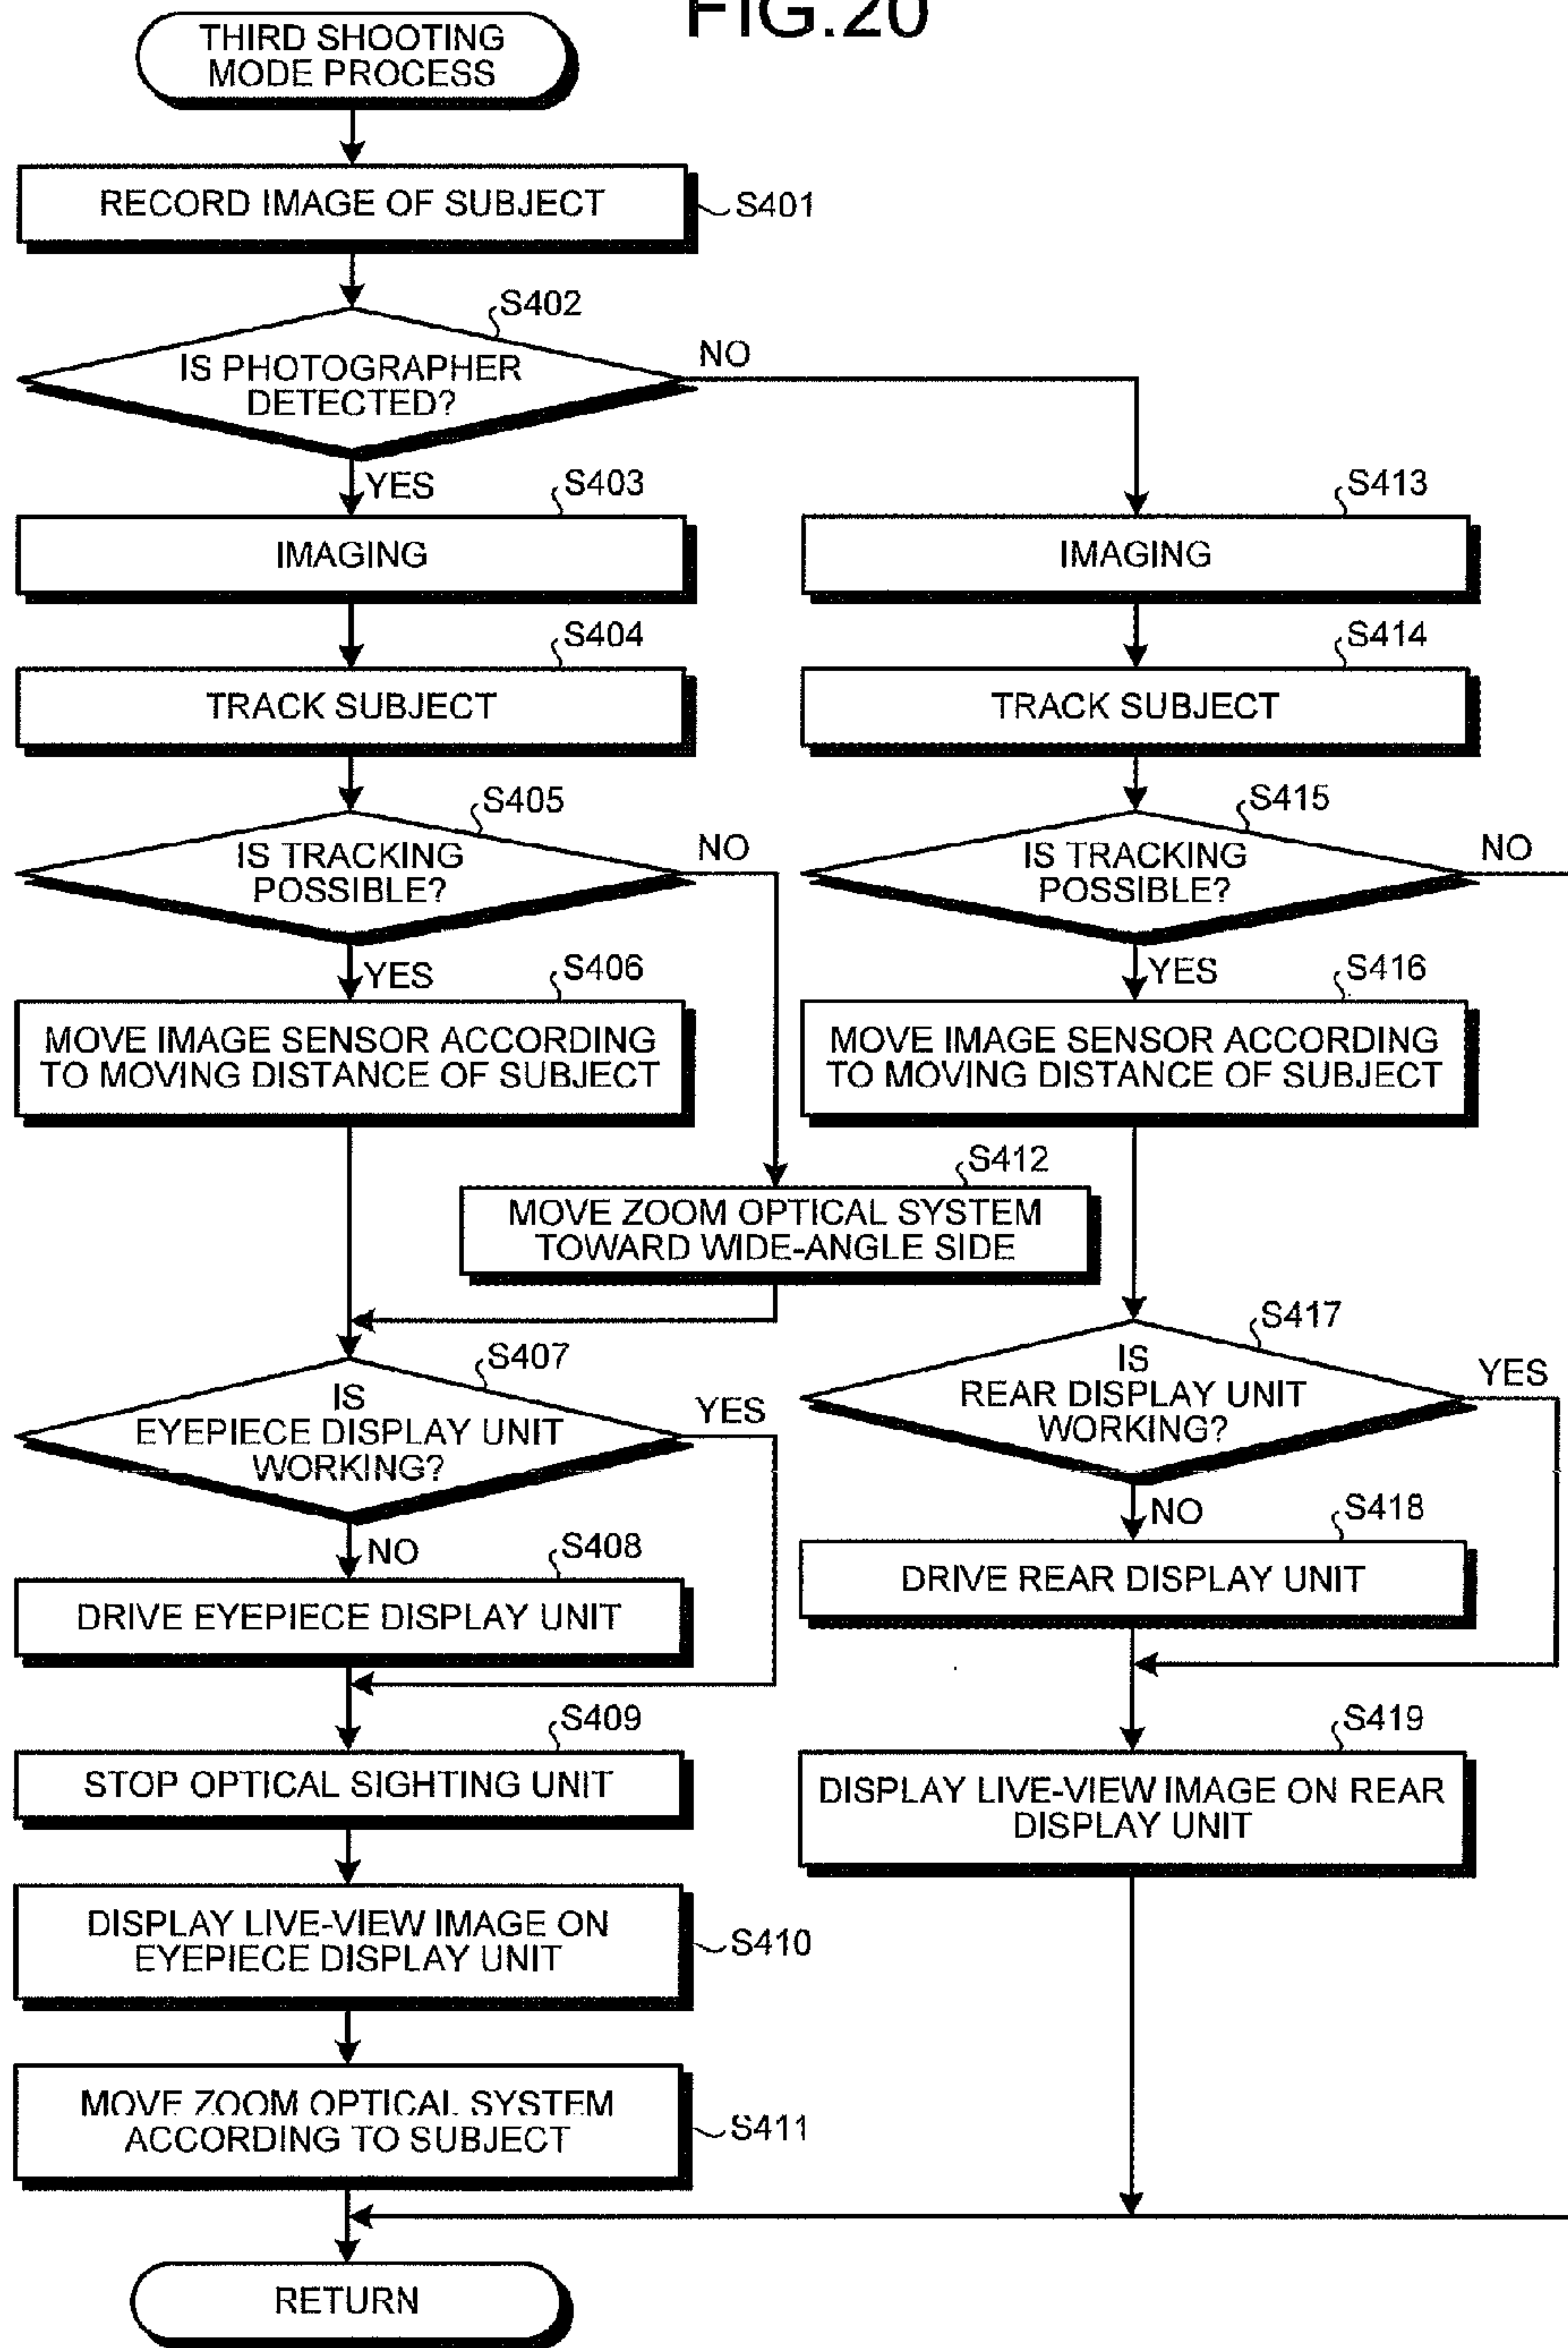 FIG.20
THIRD SHOOTING
MODE PROCESS
RECORD IMAGE OF SUBJECT
S401
S402
IS PHOTOGRAPHER
DETECTED?
NO
YES
S403
IMAGING
S404
TRACK SUBJECT
S405
IS TRACKING
POSSIBLE?
NO
YES
S406
MOVE IMAGE SENSOR ACCORDING
TO MOVING DISTANCE OF SUBJECT
S412
MOVE ZOOM OPTICAL SYSTEM
TOWARD WIDE-ANGLE SIDE
S407
IS
EYEPIECE DISPLAY UNIT
WORKING?
YES
NO
S408
DRIVE EYEPIECE DISPLAY UNIT
S409
STOP OPTICAL SIGHTING UNIT
DISPLAY LIVE-VIEW IMAGE ON
EYEPIECE DISPLAY UNIT
S410
MOVE ZOOM OPTICAL SYSTEM
ACCORDING TO SUBJECT
S411
S413
IMAGING
S414
TRACK SUBJECT
S415
IS TRACKING
POSSIBLE?
NO
YES
S416
MOVE IMAGE SENSOR ACCORDING
TO MOVING DISTANCE OF SUBJECT
S417
IS
REAR DISPLAY UNIT
WORKING?
YES
NO
S418
DRIVE REAR DISPLAY UNIT
S419
DISPLAY LIVE-VIEW IMAGE ON REAR
DISPLAY UNIT
RETURN